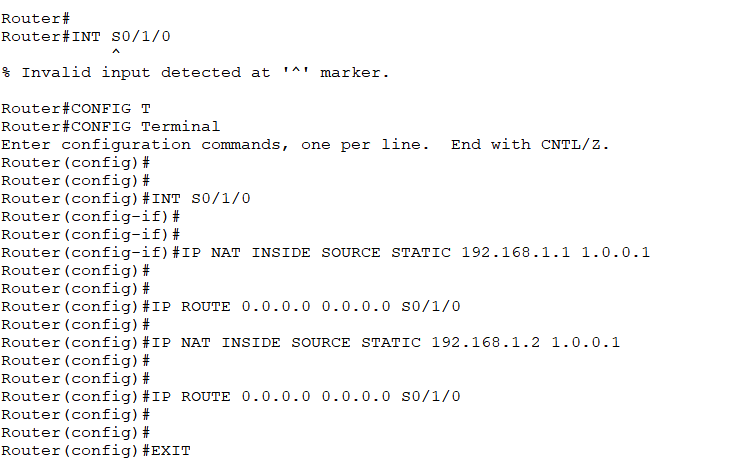 Router#
Router#INT S0/1/0
^
% Invalid input detected at '^' marker.
Router#CONFIG T
Router#CONFIG Terminal
Enter configuration commands, one per line.  End with CNTL/Z.
Router(config)#
Router(config)#
Router(config)#INT S0/1/0
Router(config-if)#
Router(config-if)#
Router(config-if)#IP NAT INSIDE SOURCE STATIC 192.168.1.1 1.0.0.1
Router(config)#
Router(config)#
Router(config)#IP ROUTE 0.0.0.0 0.0.0.0 S0/1/0
Router(config)#
Router(config)#IP NAT INSIDE SOURCE STATIC 192.168.1.2 1.0.0.1
Router(config)#
Router(config)#
Router(config)#IP ROUTE 0.0.0.0 0.0.0.0 S0/1/0
Router(config)#
Router(config)#
Router(config)#EXIT